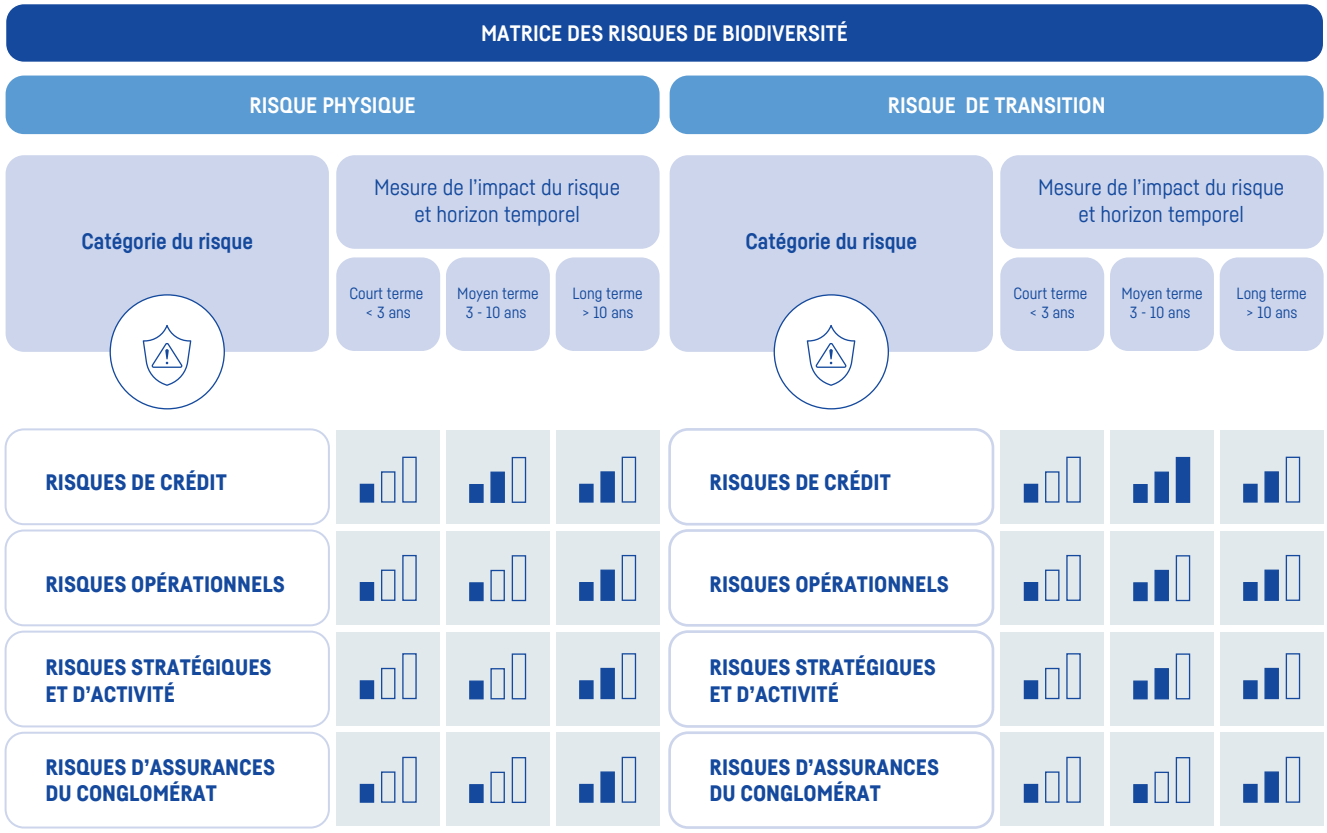 MATRICE DES RISQUES DE BIODIVERSITÉ
RISQUE PHYSIQUE
RISQUE DE TRANSITION
Catégorie du risque
Mesure de l'impact du risque
et horizon temporel
Court terme
< 3 ans
Moyen terme
3 - 10 ans
Long terme
> 10 ans
Catégorie du risque
Mesure de l'impact du risque
et horizon temporel
Court terme
< 3 ans
Moyen terme
3 - 10 ans
Long terme
> 10 ans
RISQUES DE CRÉDIT
RISQUES DE CRÉDIT
RISQUES OPÉRATIONNELS
RISQUES OPÉRATIONNELS
RISQUES STRATÉGIQUES
ET D'ACTIVITÉ
RISQUES STRATÉGIQUES
ET D'ACTIVITÉ
RISQUES D'ASSURANCES
DU CONGLOMÉRAT
RISQUES D'ASSURANCES
DU CONGLOMÉRAT